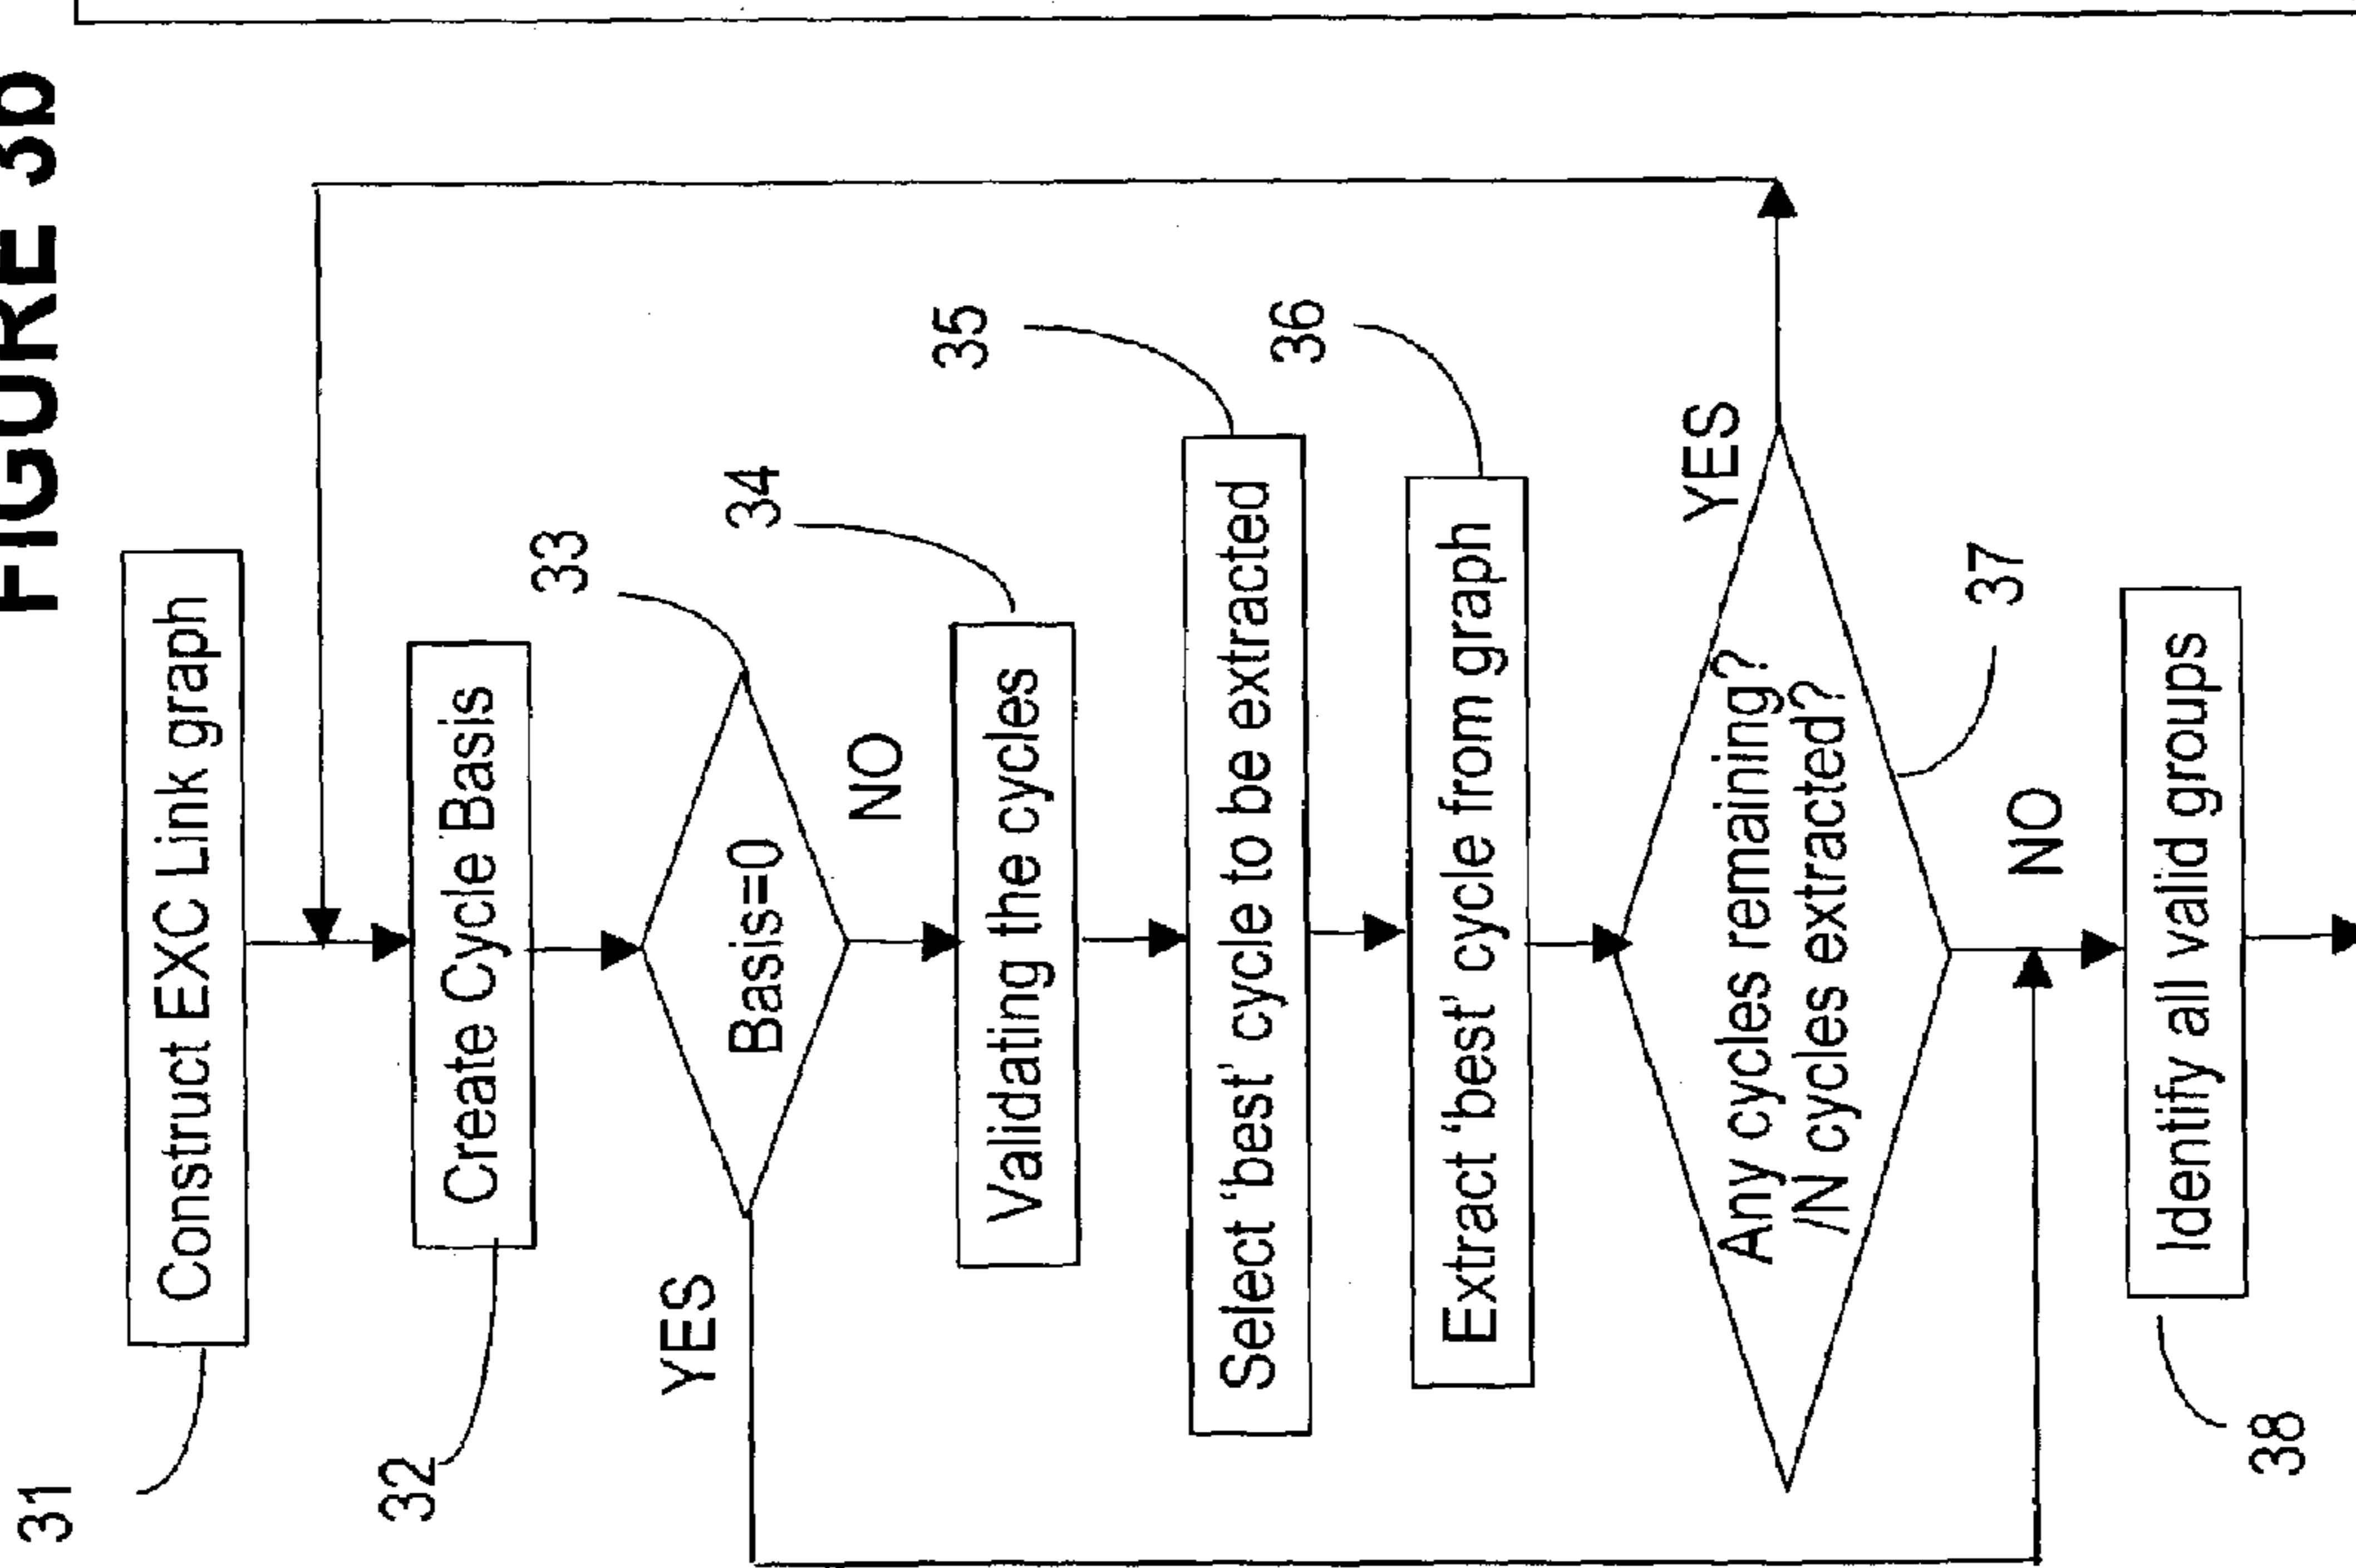 FIGURE 3b
31
Construct EXC Link graph
32
Create Cycle Basis
33
Basis=0
YES
NO
34
Validating the cycles
35
Select 'best' cycle to be extracted
36
Extract 'best' cycle from graph
37
Any cycles remaining?
/N cycles extracted?
YES
NO
38
Identify all valid groups